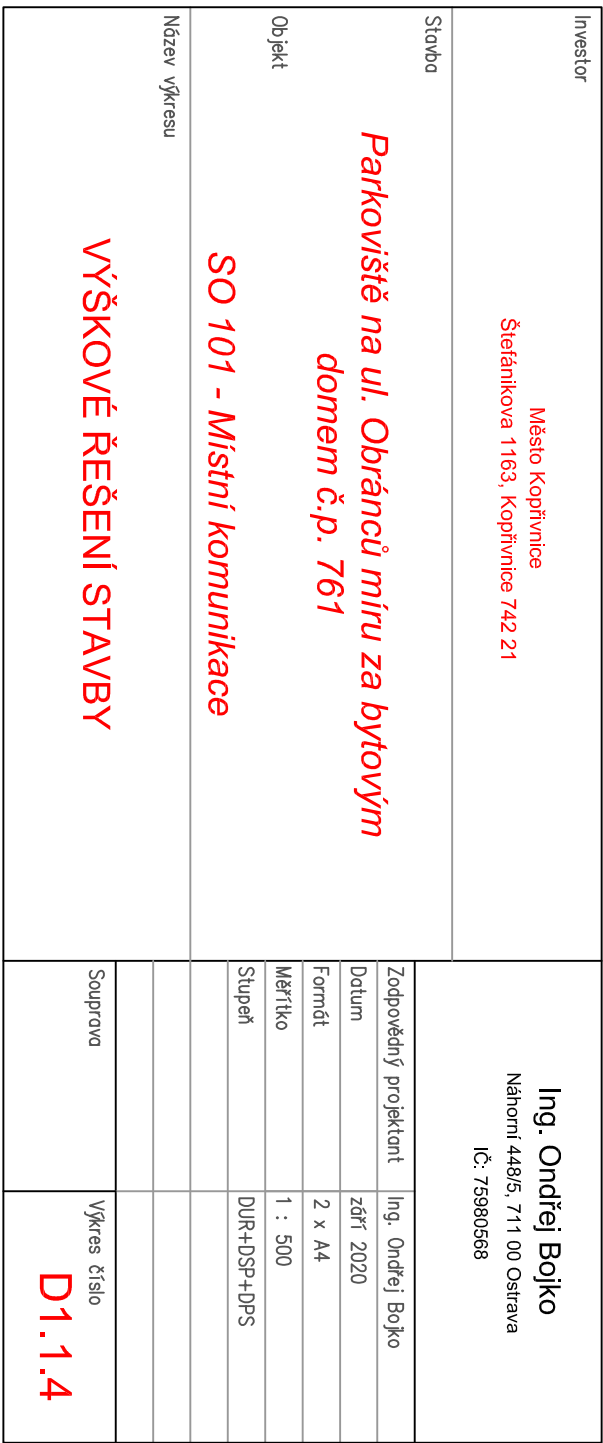 Investor
Město Kopřivnice
Štefánikova 1163, Kopřivnice 742 21
Stavba
Parkoviště na ul. Obránců míru za bytovým
domem č.p. 761
Objekt
SO 101 - Místní komunikace
Název výkresu
VÝŠKOVÉ ŘEŠENÍ STAVBY
Ing. Ondřej Bojko
Náhorní 448/5, 711 00 Ostrava
IČ: 75980568
Zodpovědný projektant Ing. Ondřej Bojko
Datum září 2020
Formát 2 x A4
Měřítko 1 : 500
Stupeň DUR+DSP+DPS
Souprava
Výkres číslo
D1.1.4